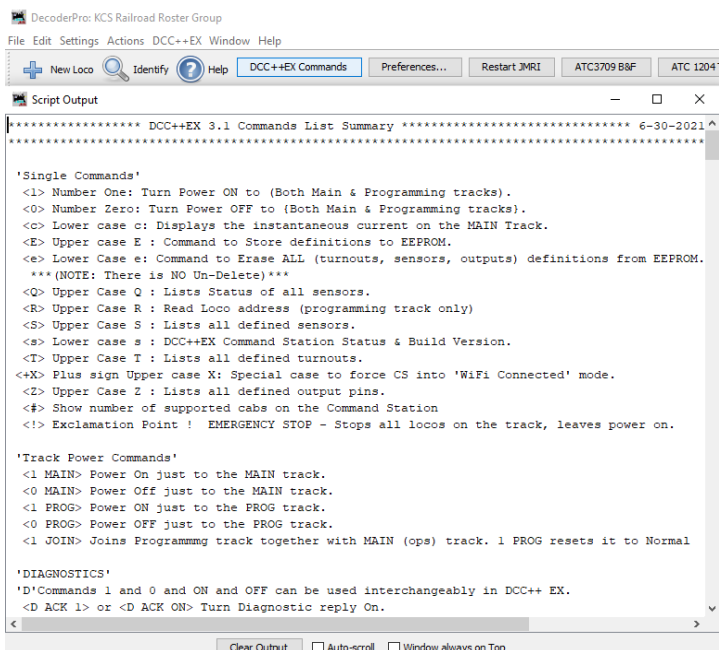 DecoderPro: KCS Railroad Roster Group
File Edit Settings Actions DCC++EX Window Help
New Loco Identify Help DCC++EX Commands Preferences... Restart JMRI ATC3709 B&F ATC 1204
Script Output
****************** DCC++EX 3.1 Commands List Summary ******************************* 6-30-2021
***********************************************************************************************
'Single Commands'
<1> Number One: Turn Power ON to (Both Main & Programming tracks).
<0> Number Zero: Turn Power OFF to {Both Main & Programming tracks}.
<c> Lower case c: Displays the instantaneous current on the MAIN Track.
<E> Upper case E : Command to Store definitions to EEPROM.
<e> Lower Case e: Command to Erase ALL (turnouts, sensors, outputs) definitions from EEPROM.
***(NOTE: There is NO Un-Delete)***
<Q> Upper Case Q : Lists Status of all sensors.
<R> Upper Case R : Read Loco address (programming track only)
<S> Upper Case S : Lists all defined sensors.
<s> Lower case s : DCC++EX Command Station Status & Build Version.
<T> Upper Case T : Lists all defined turnouts.
<+X> Plus sign Upper case X: Special case to force CS into 'WiFi Connected' mode.
<Z> Upper Case Z : Lists all defined output pins.
<#> Show number of supported cabs on the Command Station
<!> Exclamation Point ! EMERGENCY STOP - Stops all locos on the track, leaves power on.
'Track Power Commands'
<1 MAIN> Power On just to the MAIN track.
<0 MAIN> Power Off just to the MAIN track.
<1 PROG> Power ON just to the PROG track.
<0 PROG> Power OFF just to the PROG track.
<1 JOIN> Joins Programmmg track together with MAIN (ops) track. 1 PROG resets it to Normal
'DIAGNOSTICS'
'D'Commands 1 and 0 and ON and OFF can be used interchangeably in DCC++ EX.
<D ACK 1> or <D ACK ON> Turn Diagnostic reply On.
Clear Output Auto-scroll Window always on Top